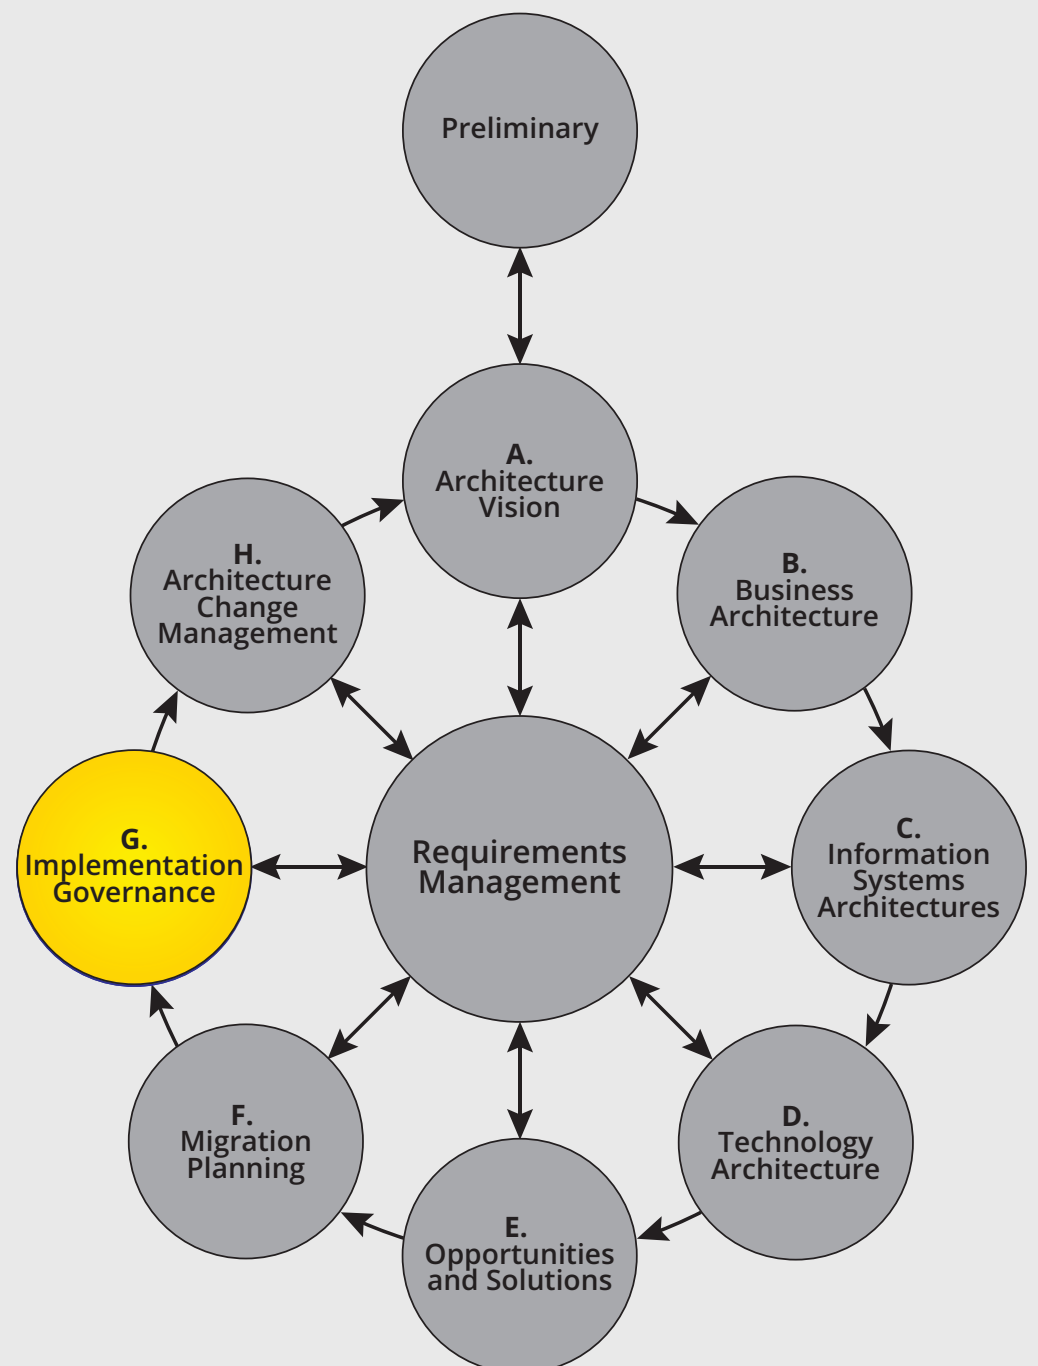 Preliminary
A.
Architecture
Vision
B.
Business
Architecture
C.
Information
Systems
Architectures
D.
Technology
Architecture
E.
Opportunities
and Solutions
F.
Migration
Planning
G.
Implementation
Governance
H.
Architecture
Change
Management
Requirements
Management